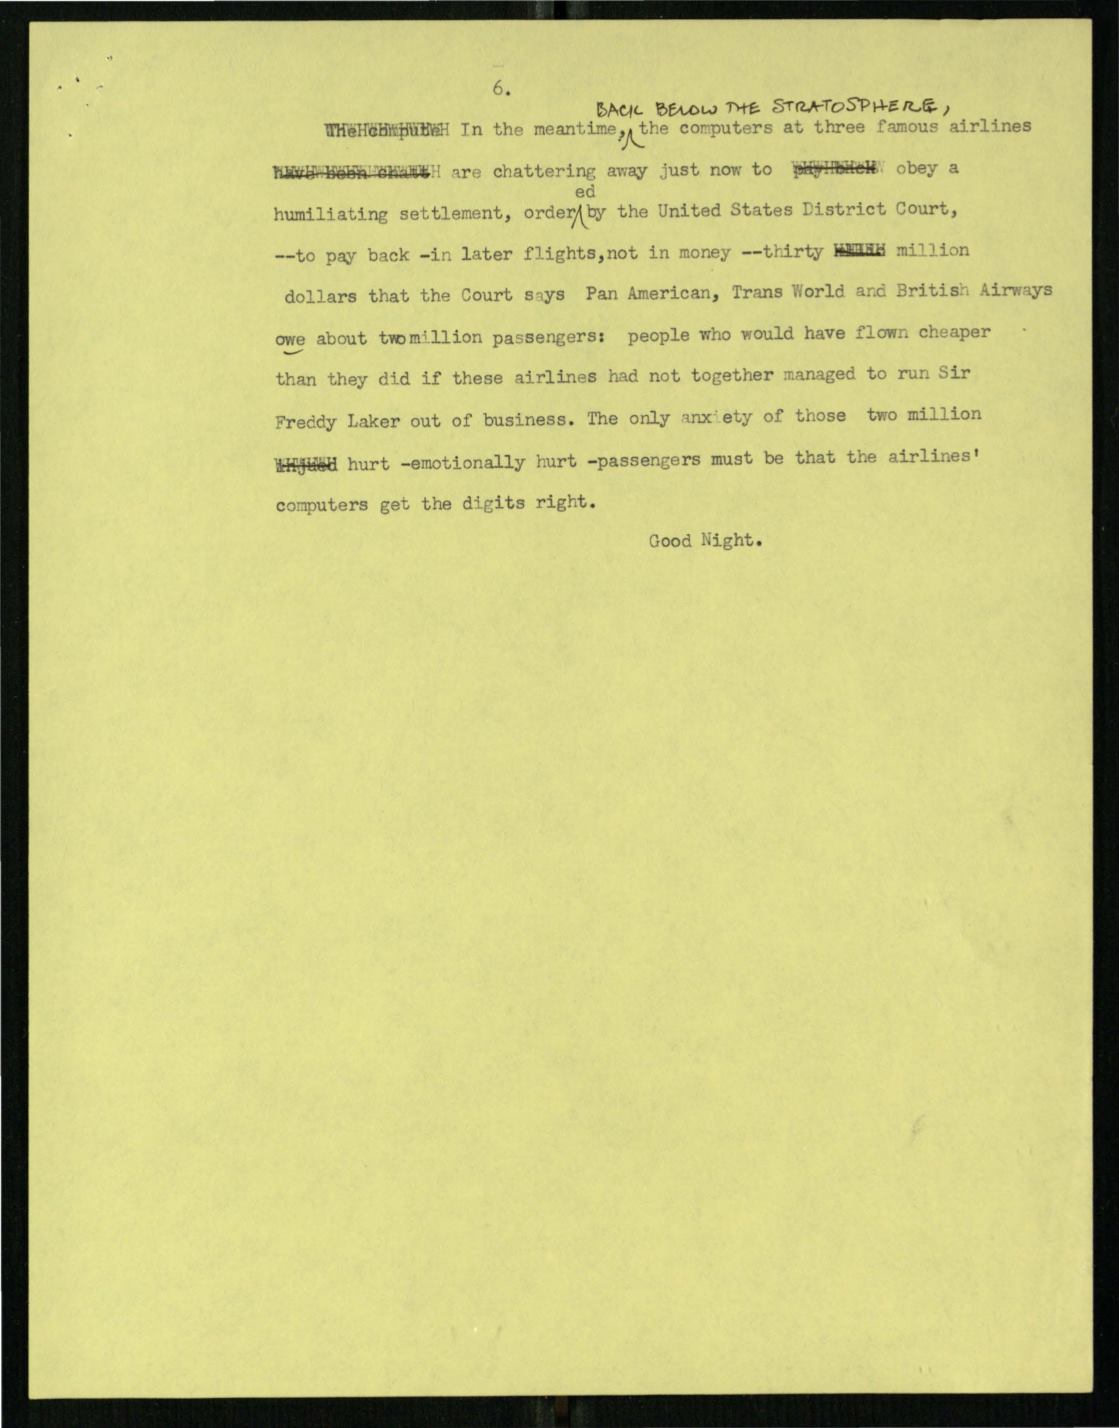 6.
BACK BELOW THE STRATOSPHERE,
In the meantime, the computers at three famous airlines
are chattering away just now to obey a
ed
humiliating settlement, order by the United States District Court,
--to pay back -in later flights,not in money --thirty million
dollars that the Court says Pan American, Trans World and British Airways
owe about two million passengers: people who would have flown cheaper
than they did if these airlines had not together managed to run Sir
Freddy Laker out of business. The only anxiety of those two million
hurt -emotionally hurt -passengers must be that the airlines'
computers get the digits right.
Good Night.